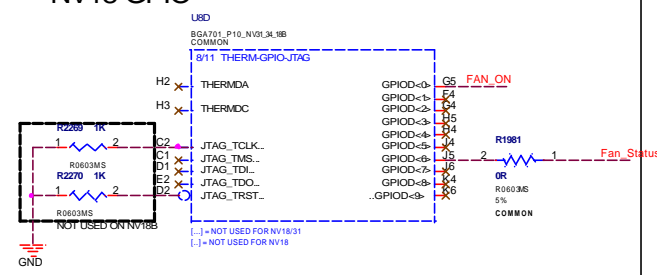 NV18 GPIO
U8D
BGA701_P10_NV31_34_18B
COMMON
8/11 THERM-GPIO-JTAG
H2 THERMDA
H3 THERMDC
C2 JTAG_TCLK...
C1 JTAG_TMS...
D1 JTAG_TDI...
E2 JTAG_TDO...
D2 JTAG_TRST...
GPIOD<0> G5 FAN_ON
GPIOD<1> F4
GPIOD<2> G4
GPIOD<3> H5
GPIOD<4> H4
GPIOD<5> J4
GPIOD<6> J5
GPIOD<7> J6
GPIOD<8> K4
..GPIOD<9> K6
R2269 1K
1 2
R0603MS
R2270 1K
1 2
R0603MS
NOT USED ON NV18B
GND
R1981
2 1 Fan_Status
0R
R0603MS
5%
COMMON
[...] = NOT USED FOR NV18/31
[..] = NOT USED FOR NV18